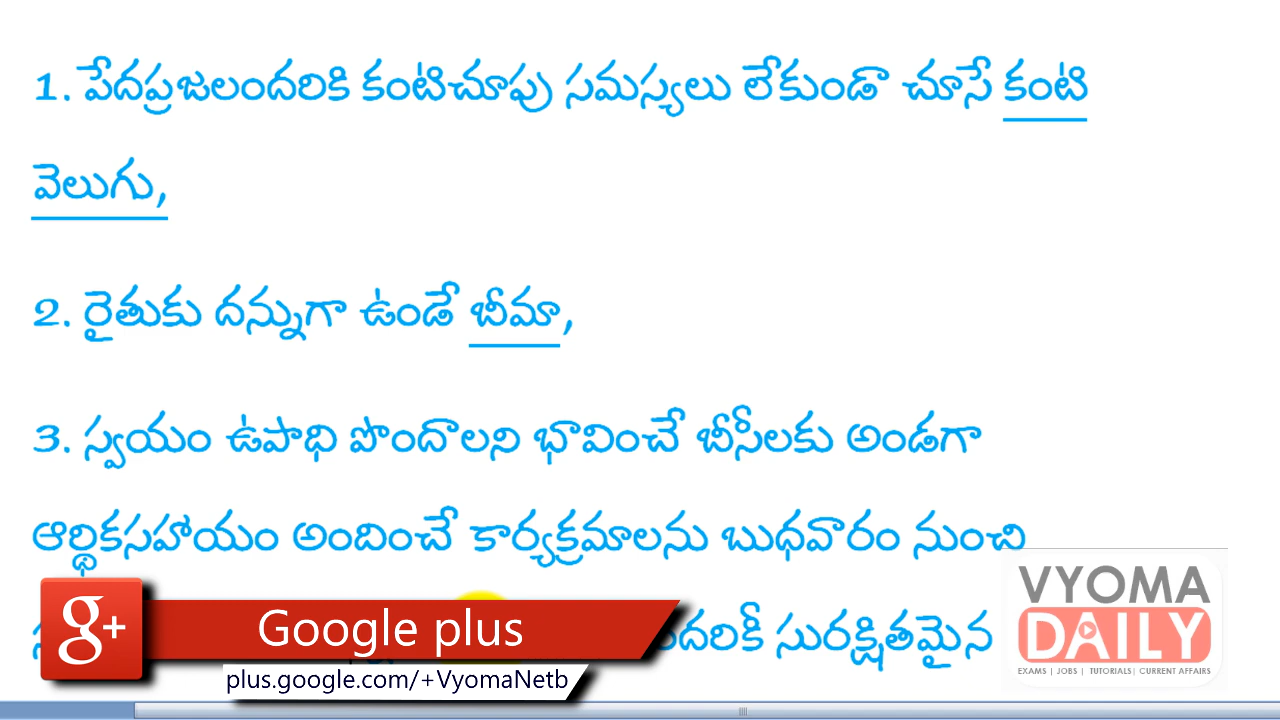 1. పేదప్రజలందరికి కంటిచూపు సమస్యలు లేకుండా చూసే కంటి
వెలుగు,
2. రైతుకు దన్నుగా ఉండే బీమా,
3. స్వయం ఉపాధి పొందాలని భావించే బీసీలకు అండగా
ఆర్థికసహాయం అందించే కార్యక్రమాలను బుధవారం నుంచి
సురక్షితమైన
g+ Google plus
plus.google.com/+VyomaNetb
VYOMA
DAILY
EXAMS | JOBS | TUTORIALS| CURRENT AFFAIRS